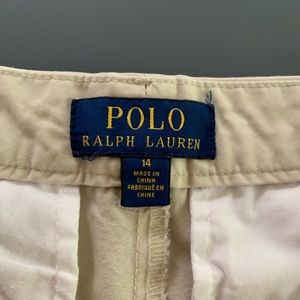 POLO
RALPH LAUREN
14
MADE IN
CHINA
FABRIQUÉ EN
CHINE